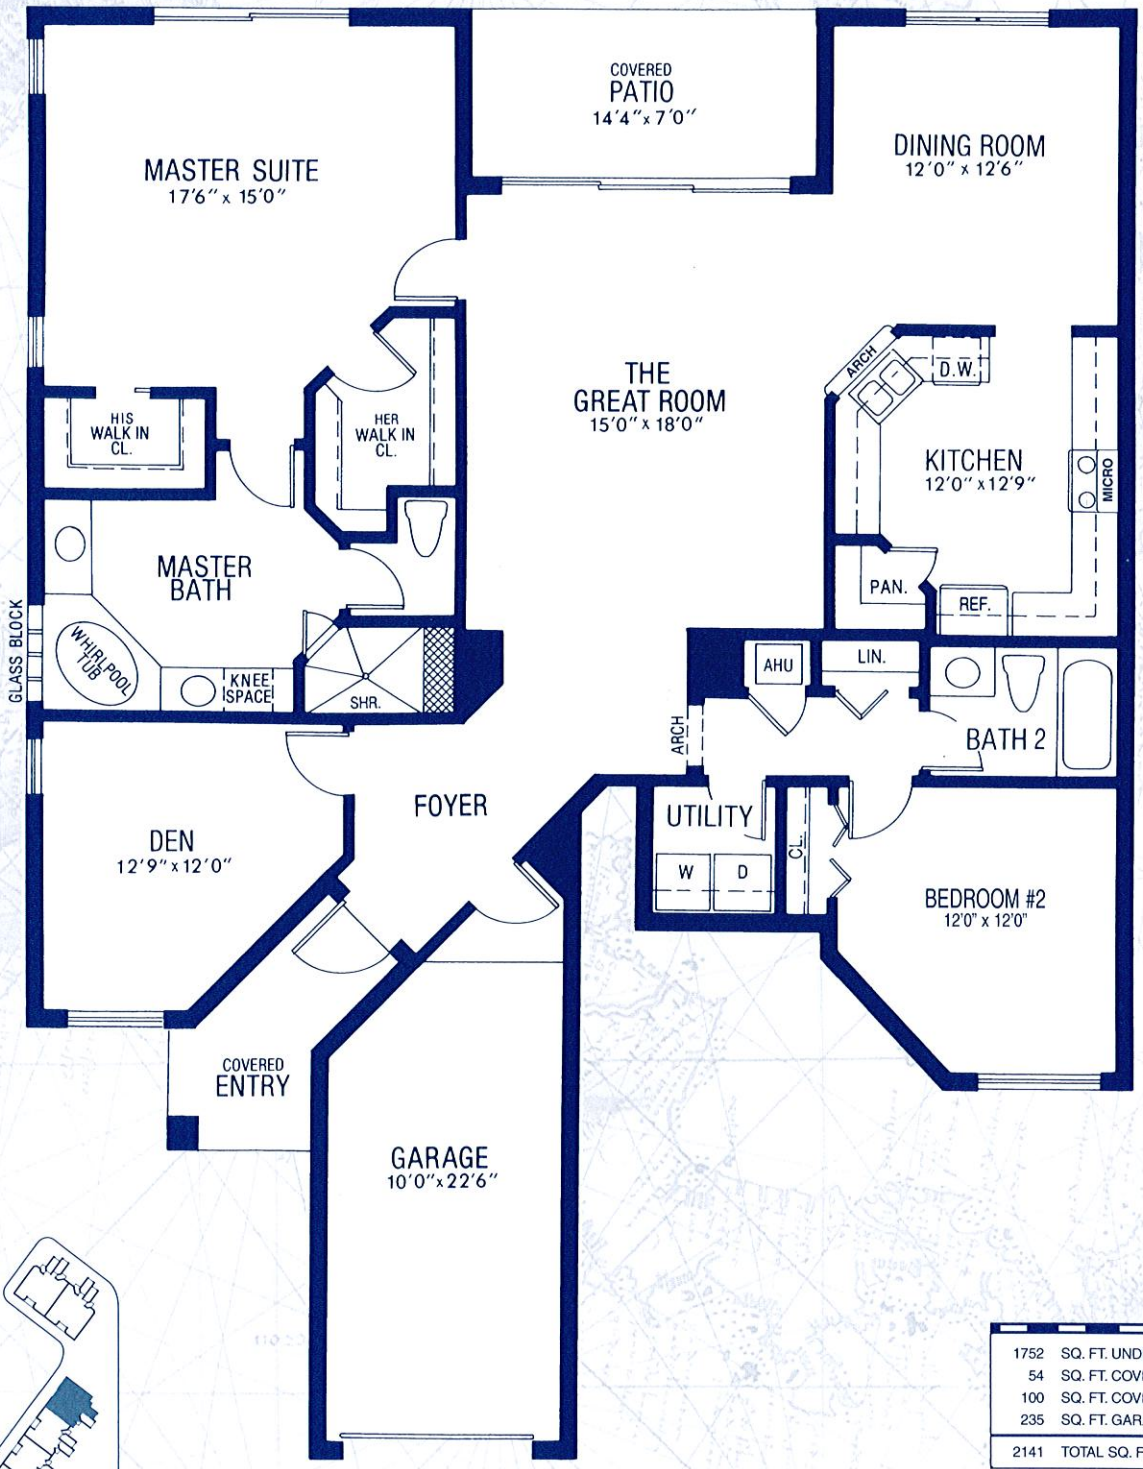 COVERED
PATIO
14'4" x 7'0"
DINING ROOM
12'0" x 12'6"
MASTER SUITE
17'6" x 15'0"
THE
GREAT ROOM
15'0" x 18'0"
ARCH
D.W.
HIS
WALK IN
CL.
HER
WALK IN
CL.
KITCHEN
12'0" x 12'9"
MICRO
MASTER
BATH
PAN.
REF.
GLASS BLOCK
WHIRLPOOL
TUB
KNEE
SPACE
SHR.
AHU
LIN.
ARCH
BATH 2
FOYER
UTILITY
W
D
CL.
DEN
12'9" x 12'0"
BEDROOM #2
12'0" x 12'0"
COVERED
ENTRY
GARAGE
10'0" x 22'6"
1752 SQ. FT. UND
54 SQ. FT. COV
100 SQ. FT. COV
235 SQ. FT. GAR
2141 TOTAL SQ. F